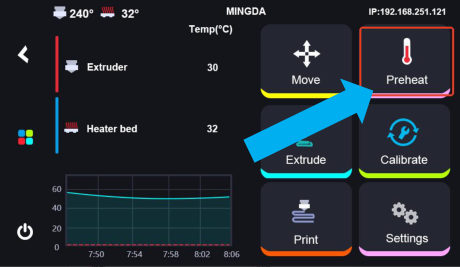 240° 32° MINGDA IP:192.168.251.121
Temp(°C)
Extruder 30
Heater bed 32
Move
Preheat
Extrude
Calibrate
Print
Settings
60
40
20
0
7:50 7:54 7:58 8:02 8:06